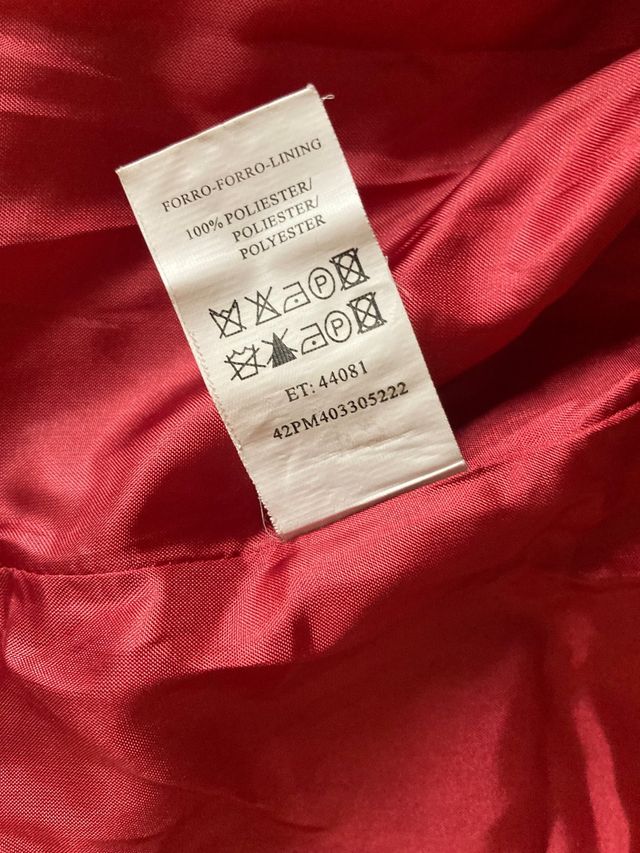 FORRO-FORRO-LINING
100% POLIESTER/
POLIESTER/
POLYESTER
P
P
ET: 44081
42PM403305222